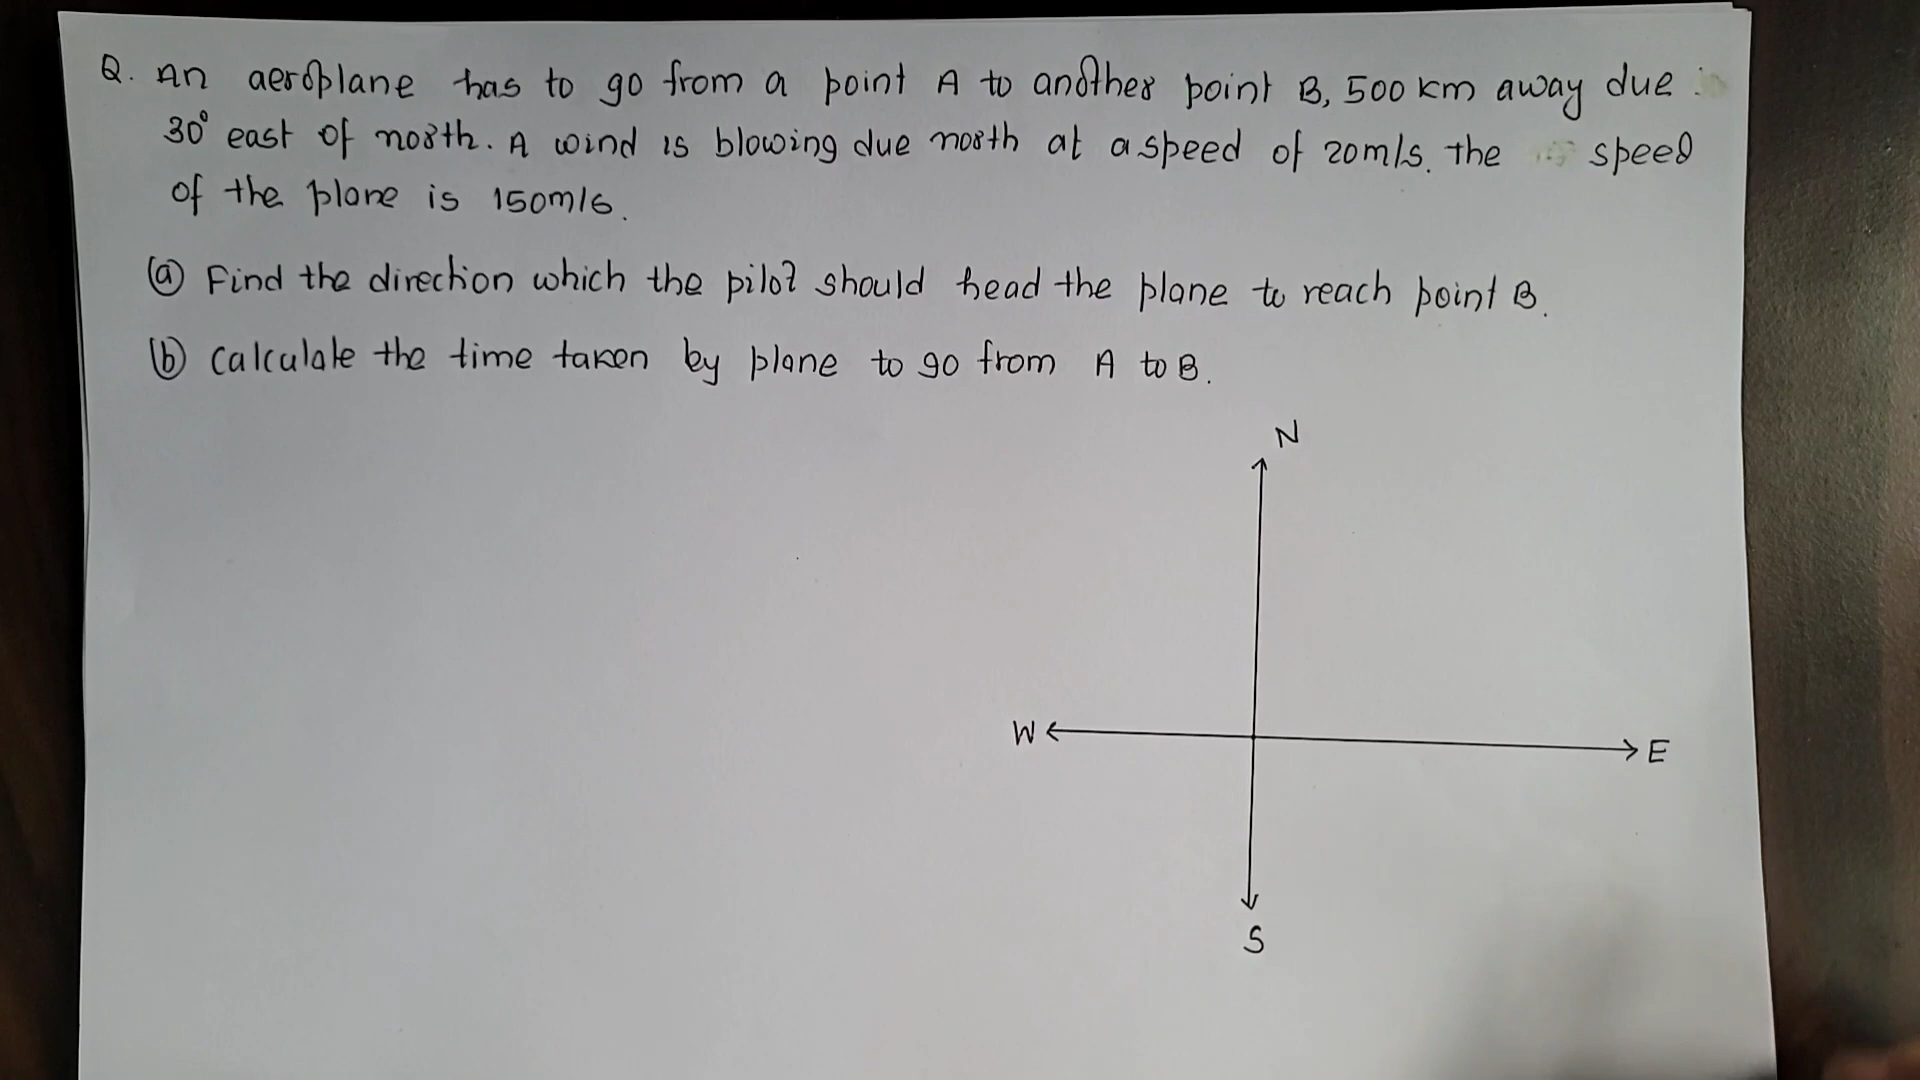 Q. An aeroplane has to go from a point A to another point B, 500 km away due
30° east of north. A wind is blowing due north at a speed of 20m/s. the speed
of the plane is 150m/s.
(a) Find the direction which the pilot should head the plane to reach point B.
(b) Calculate the time taken by plane to go from A to B.
N
W E
S